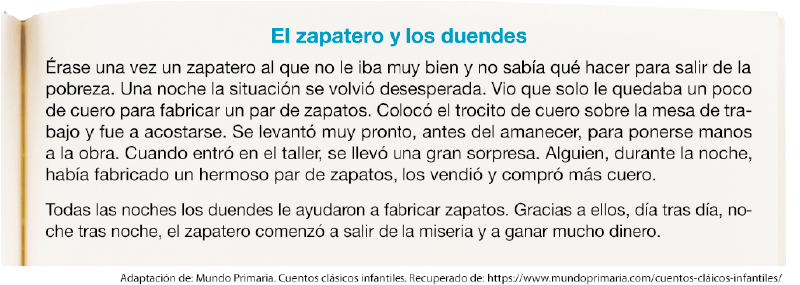 El zapatero y los duendes
Érase una vez un zapatero al que no le iba muy bien y no sabía qué hacer para salir de la
pobreza. Una noche la situación se volvió desesperada. Vio que solo le quedaba un poco
de cuero para fabricar un par de zapatos. Colocó el trocito de cuero sobre la mesa de tra-
bajo y fue a acostarse. Se levantó muy pronto, antes del amanecer, para ponerse manos
a la obra. Cuando entró en el taller, se llevó una gran sorpresa. Alguien, durante la noche,
había fabricado un hermoso par de zapatos, los vendió y compró más cuero.
Todas las noches los duendes le ayudaron a fabricar zapatos. Gracias a ellos, día tras día, no-
che tras noche, el zapatero comenzó a salir de la miseria y a ganar mucho dinero.
Adaptación de: Mundo Primaria. Cuentos clásicos infantiles. Recuperado de: https://www.mundoprimaria.com/cuentos-cláicos-infantiles/